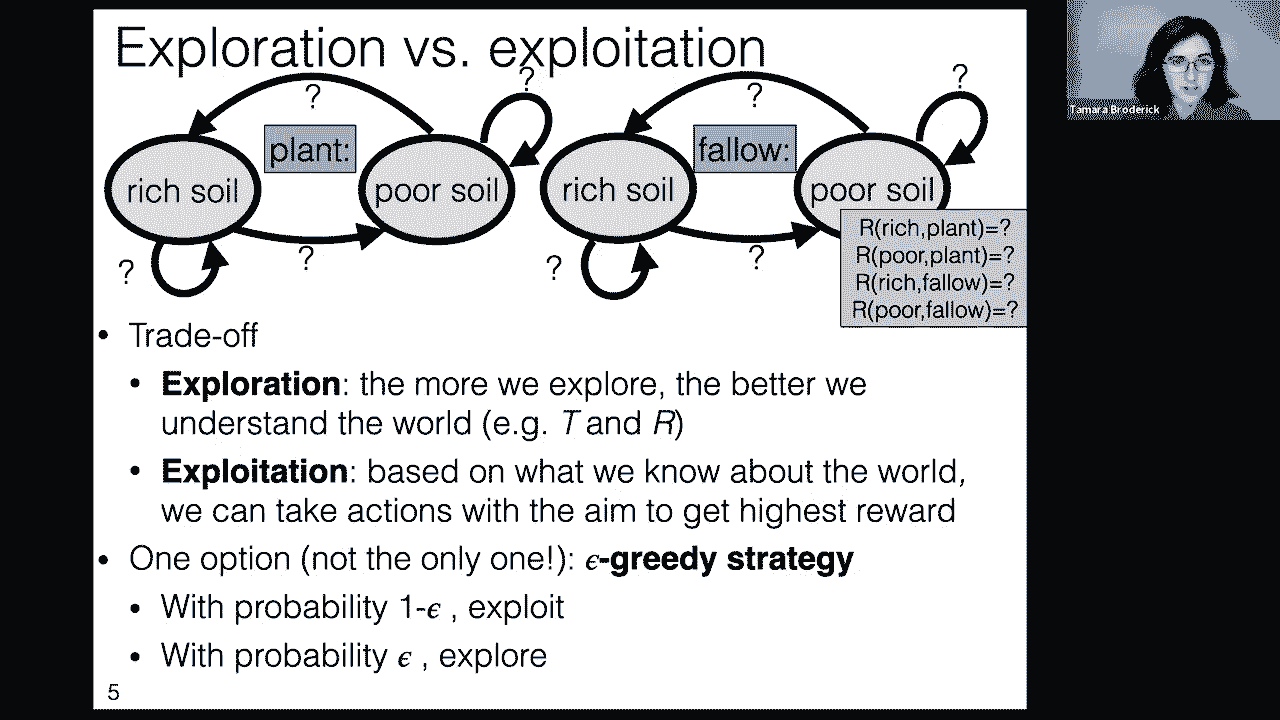 Exploration vs. exploitation
Tamara Broderick
? ? ? ?
plant: fallow:
rich soil poor soil rich soil poor soil
? ? ? ?
R(rich,plant)=?
R(poor,plant)=?
R(rich,fallow)=?
R(poor,fallow)=?
• Trade-off
• Exploration: the more we explore, the better we
understand the world (e.g. T and R)
• Exploitation: based on what we know about the world,
we can take actions with the aim to get highest reward
• One option (not the only one!): ϵ-greedy strategy
• With probability 1-ϵ , exploit
• With probability ϵ , explore
5